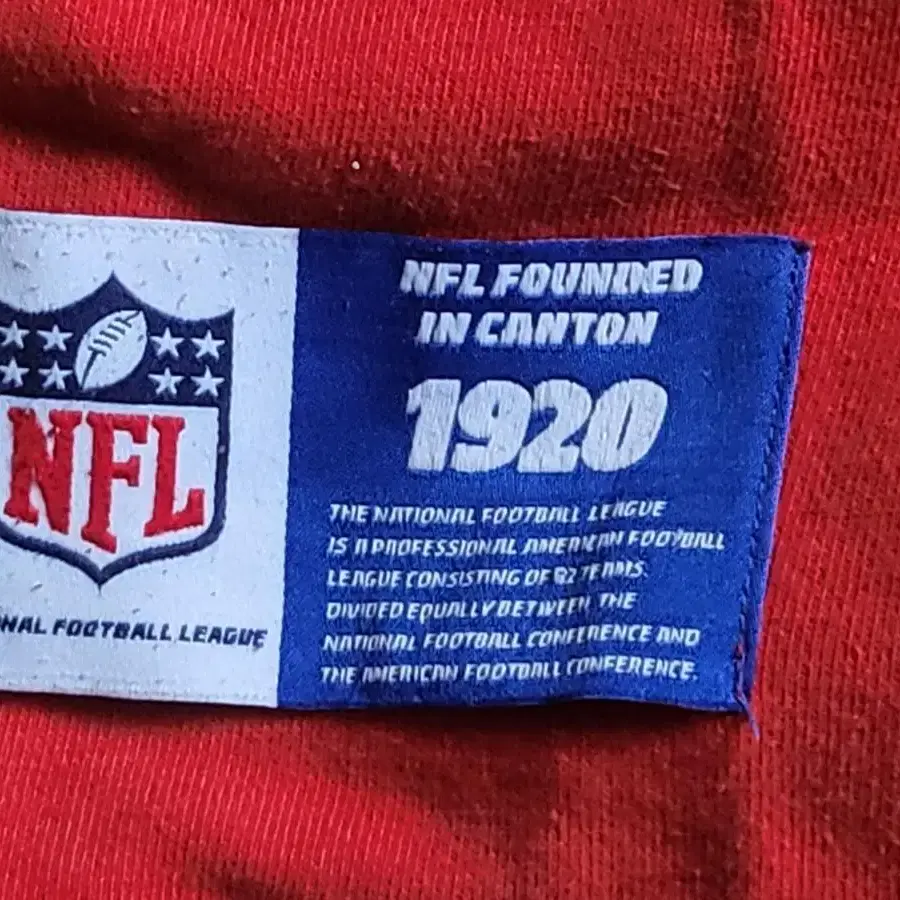 NFL
NAL FOOTBALL LEAGUE
NFL FOUNDED
IN CANTON
1920
THE NATIONAL FOOTBALL LEAGUE
IS A PROFESSIONAL AMERICAN FOOTBALL
LEAGUE CONSISTING OF 32 TEAMS.
DIVIDED EQUALLY BETWEEN THE
NATIONAL FOOTBALL CONFERENCE AND
THE AMERICAN FOOTBALL CONFERENCE.